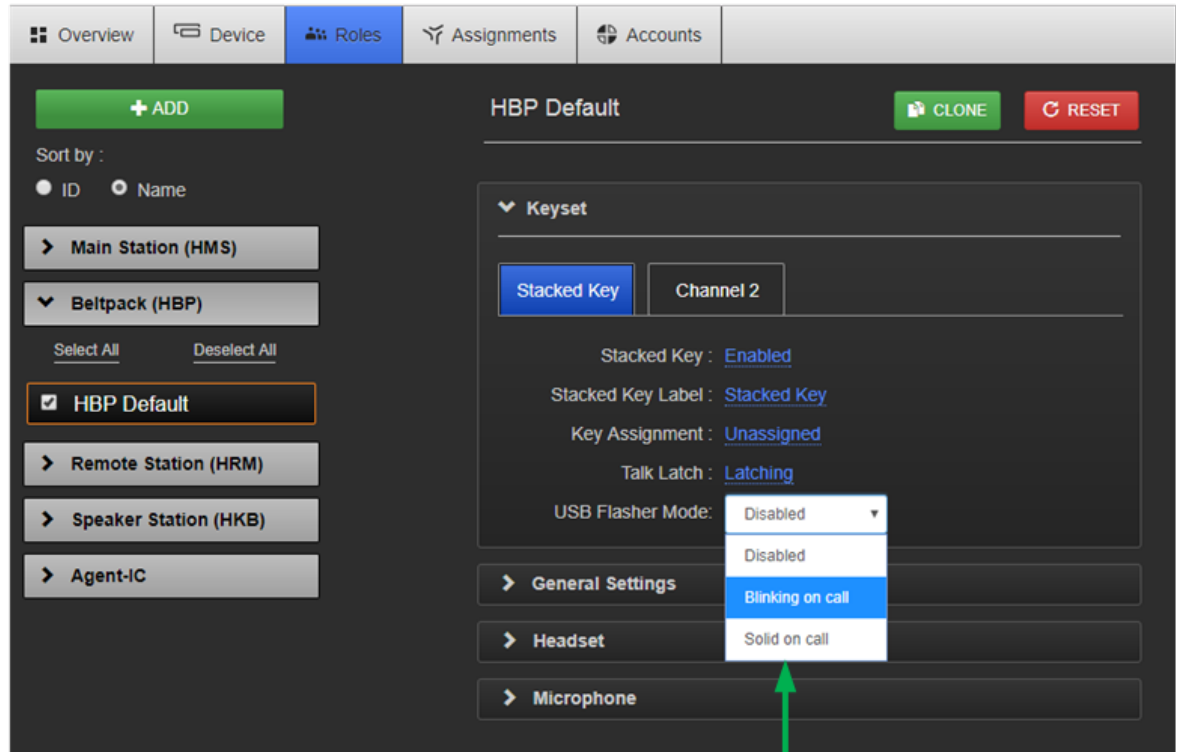 Overview Device Roles Assignments Accounts
ADD
Sort by :
ID Name
Main Station (HMS)
Beltpack (HBP)
Select All Deselect All
HBP Default
Remote Station (HRM)
Speaker Station (HKB)
Agent-IC
HBP Default CLONE RESET
Keyset
Stacked Key Channel 2
Stacked Key : Enabled
Stacked Key Label : Stacked Key
Key Assignment : Unassigned
Talk Latch : Latching
USB Flasher Mode: Disabled
Disabled
Blinking on call
Solid on call
General Settings
Headset
Microphone